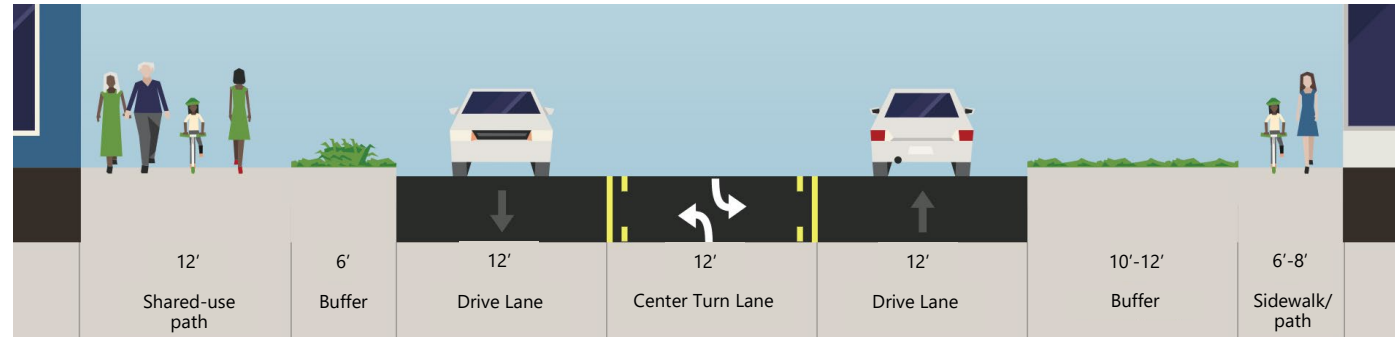 12’
Shared-use
path
6’
Buffer
12’
Drive Lane
12’
Center Turn Lane
12’
Drive Lane
10’-12’
Buffer
6’-8’
Sidewalk/
path